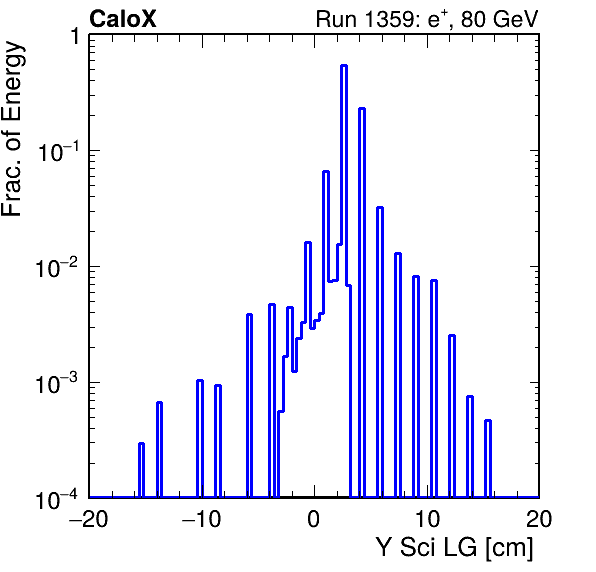 CaloX Run 1359: e⁺, 80 GeV
Frac. of Energy
1
10⁻¹
10⁻²
10⁻³
10⁻⁴
−20 −10 0 10 20
Y Sci LG [cm]